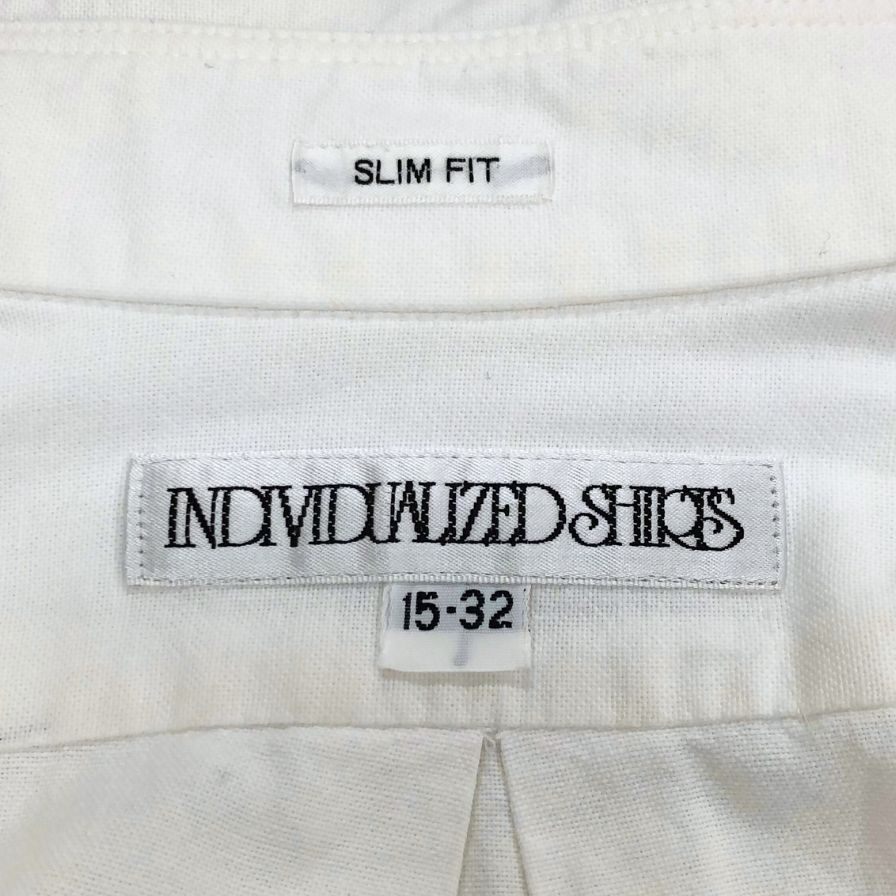 SLIM FIT
INDIVIDUALIZED SHIRTS
15-32